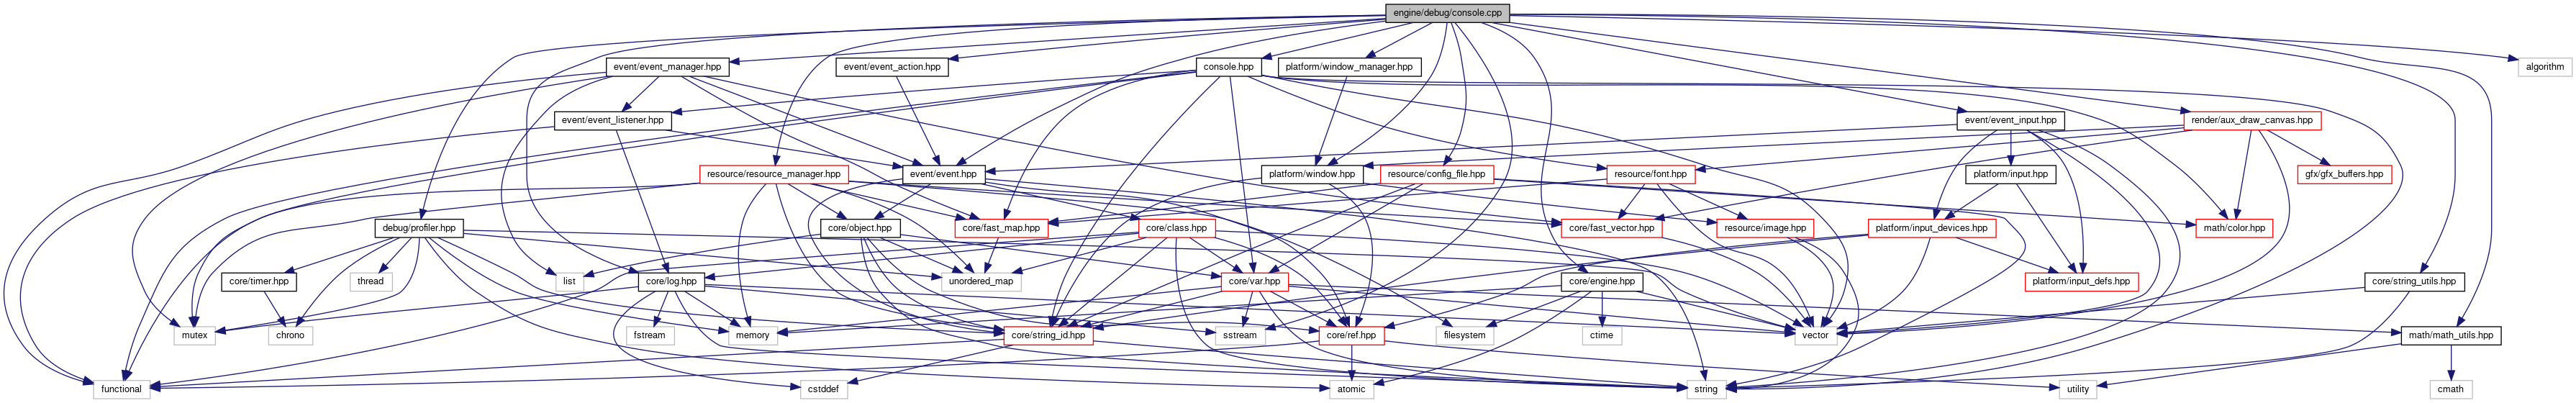 engine/debug/console.cpp
event/event_manager.hpp
event/event_action.hpp
console.hpp
platform/window_manager.hpp
algorithm
event/event_listener.hpp
event/event_input.hpp
render/aux_draw_canvas.hpp
resource/resource_manager.hpp
event/event.hpp
platform/window.hpp
resource/config_file.hpp
resource/font.hpp
platform/input.hpp
gfx/gfx_buffers.hpp
debug/profiler.hpp
core/object.hpp
core/fast_map.hpp
core/class.hpp
core/fast_vector.hpp
resource/image.hpp
platform/input_devices.hpp
math/color.hpp
core/timer.hpp
thread
list
core/log.hpp
unordered_map
core/var.hpp
core/engine.hpp
platform/input_defs.hpp
core/string_utils.hpp
mutex
chrono
fstream
memory
core/string_id.hpp
sstream
core/ref.hpp
filesystem
ctime
vector
math/math_utils.hpp
functional
cstddef
atomic
string
utility
cmath